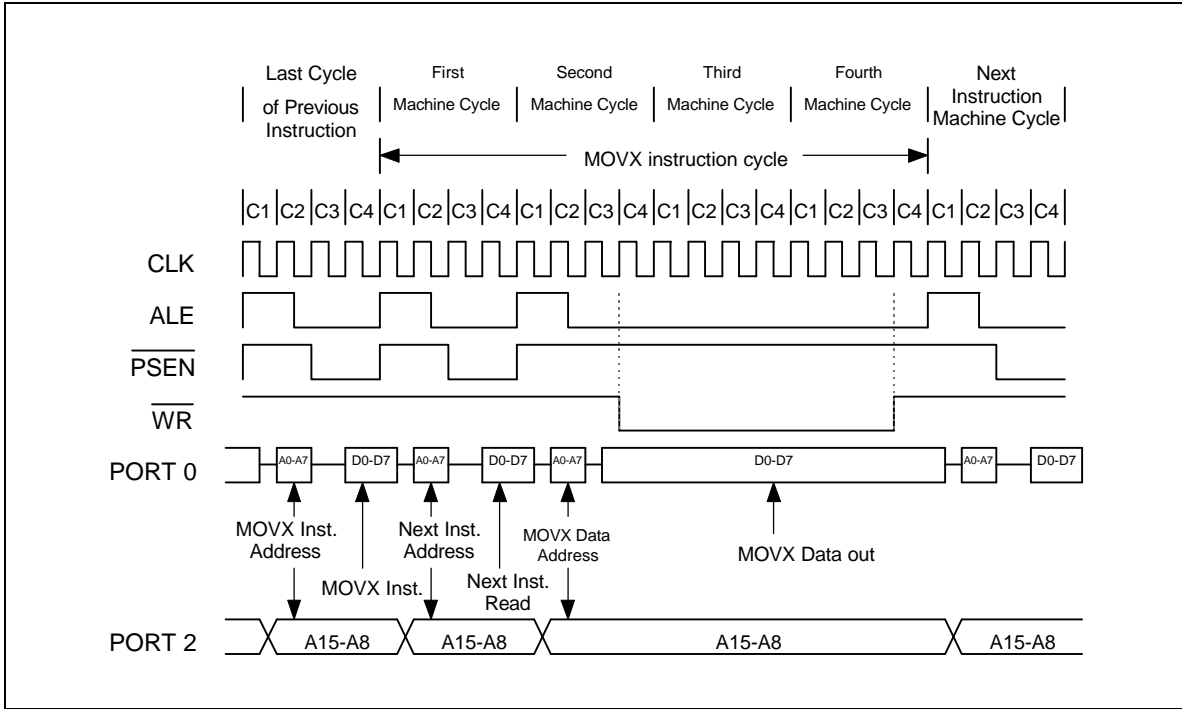 Last Cycle
of Previous
Instruction
First
Machine Cycle
Second
Machine Cycle
Third
Machine Cycle
Fourth
Machine Cycle
Next
Instruction
Machine Cycle
MOVX instruction cycle
C1 C2 C3 C4 C1 C2 C3 C4 C1 C2 C3 C4 C1 C2 C3 C4 C1 C2 C3 C4 C1 C2 C3 C4
CLK
ALE
PSEN
WR
PORT 0
A0-A7 D0-D7 A0-A7 D0-D7 A0-A7 D0-D7 A0-A7 D0-D7
MOVX Inst.
Address
MOVX Inst.
Next Inst.
Address
Next Inst.
Read
MOVX Data
Address
MOVX Data out
PORT 2
A15-A8 A15-A8 A15-A8 A15-A8